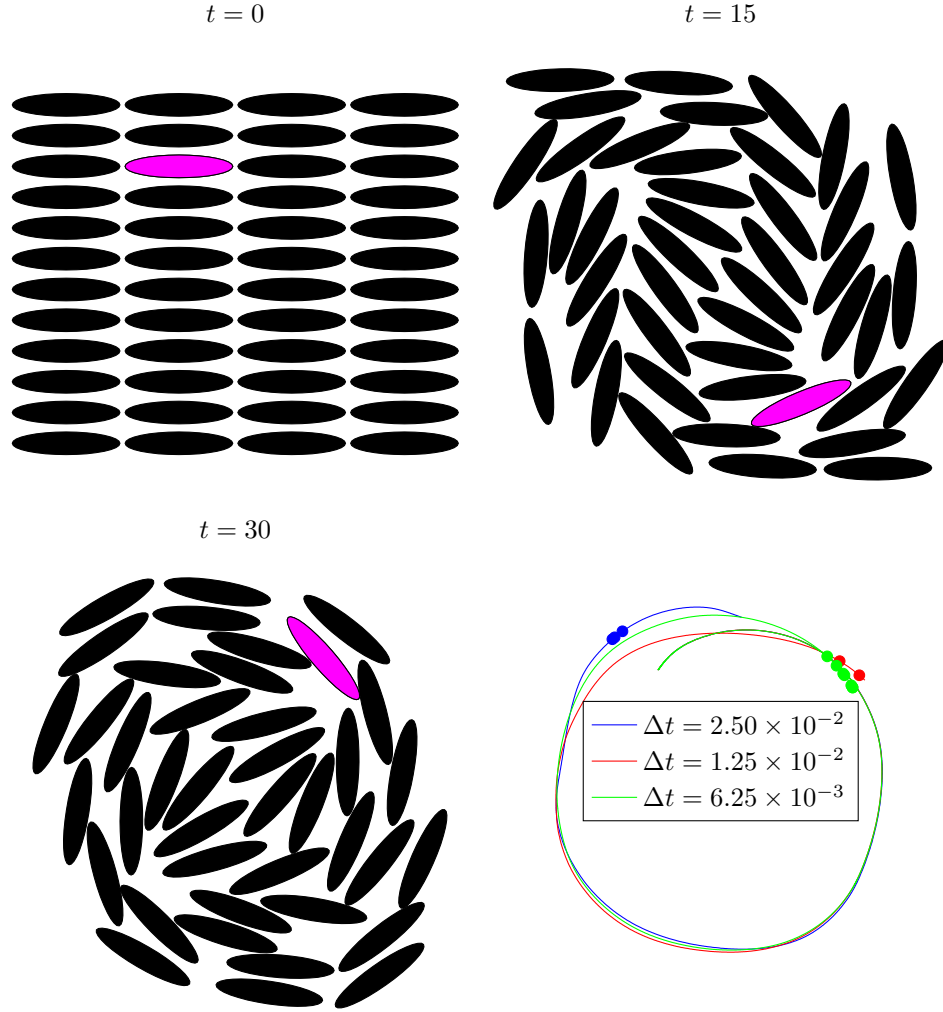 t = 0
t = 15
t = 30
Δt = 2.50 × 10⁻²
Δt = 1.25 × 10⁻²
Δt = 6.25 × 10⁻³